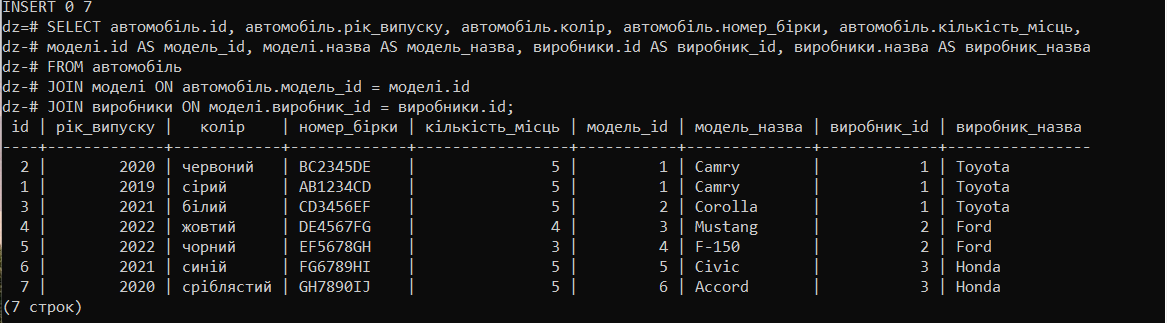 INSERT 0 7
dz=# SELECT автомобіль.id, автомобіль.рік_випуску, автомобіль.колір, автомобіль.номер_бірки, автомобіль.кількість_місць,
dz-# моделі.id AS модель_id, моделі.назва AS модель_назва, виробники.id AS виробник_id, виробники.назва AS виробник_назва
dz-# FROM автомобіль
dz-# JOIN моделі ON автомобіль.модель_id = моделі.id
dz-# JOIN виробники ON моделі.виробник_id = виробники.id;
 id | рік_випуску |   колір    | номер_бірки | кількість_місць | модель_id | модель_назва | виробник_id | виробник_назва
----+-------------+------------+-------------+-----------------+-----------+--------------+-------------+----------------
  2 |        2020 | червоний   | BC2345DE    |               5 |         1 | Camry        |           1 | Toyota
  1 |        2019 | сірий      | AB1234CD    |               5 |         1 | Camry        |           1 | Toyota
  3 |        2021 | білий      | CD3456EF    |               5 |         2 | Corolla      |           1 | Toyota
  4 |        2022 | жовтий     | DE4567FG    |               4 |         3 | Mustang      |           2 | Ford
  5 |        2022 | чорний     | EF5678GH    |               3 |         4 | F-150        |           2 | Ford
  6 |        2021 | синій      | FG6789HI    |               5 |         5 | Civic        |           3 | Honda
  7 |        2020 | сріблястий | GH7890IJ    |               5 |         6 | Accord       |           3 | Honda
(7 строк)